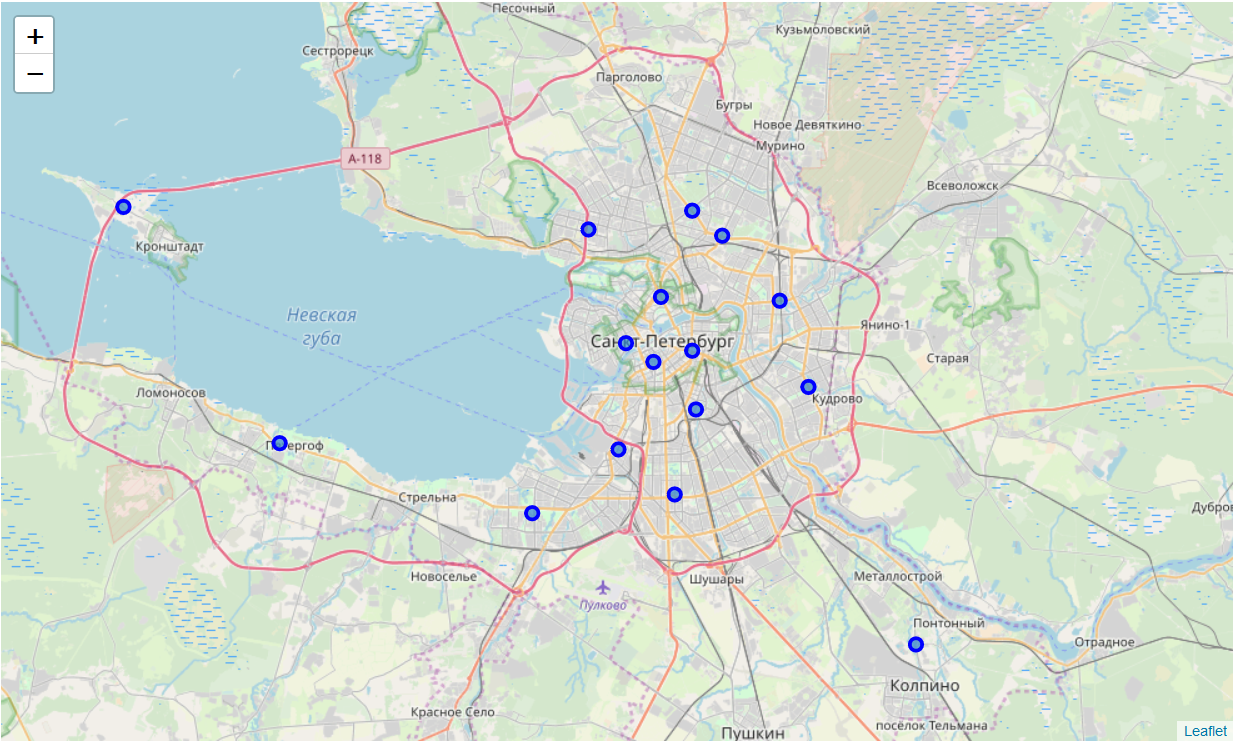 Песочный
Кузьмоловский
+
Сестрорецк
−
Парголово
Бугры
Новое Девяткино
Мурино
А-118
Всеволожск
Кронштадт
Невская
губа
Янино-1
Санкт-Петербург
Старая
Ломоносов
Кудрово
Петергоф
Стрельна
Дубров
Новоселье
Шушары
Металлострой
Пулково
Понтонный
Отрадное
Колпино
Красное Село
посёлок Тельмана
Пушкин
Leaflet